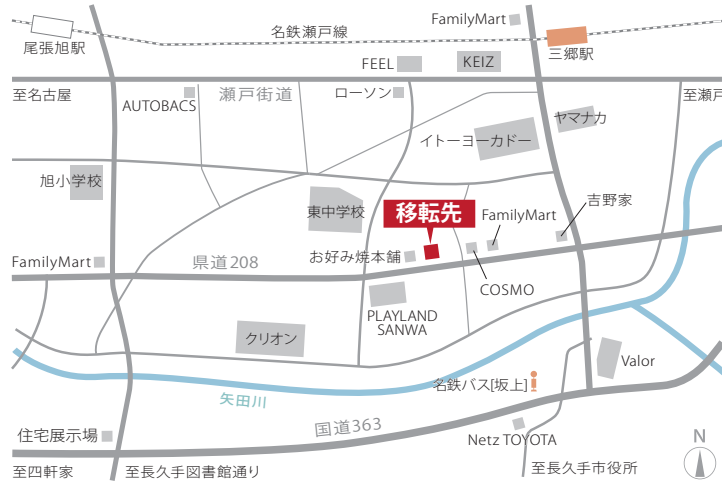 FamilyMart
名鉄瀬戸線
尾張旭駅
三郷駅
FEEL
KEIZ
至名古屋
AUTOBACS
瀬戸街道
ローソン
至瀬戸
ヤマナカ
イトーヨーカドー
旭小学校
東中学校
移転先
FamilyMart
吉野家
お好み焼本舗
県道208
FamilyMart
COSMO
PLAYLAND
SANWA
クリオン
Valor
名鉄バス[坂上]
矢田川
国道363
住宅展示場
Netz TOYOTA
N
至四軒家
至長久手図書館通り
至長久手市役所